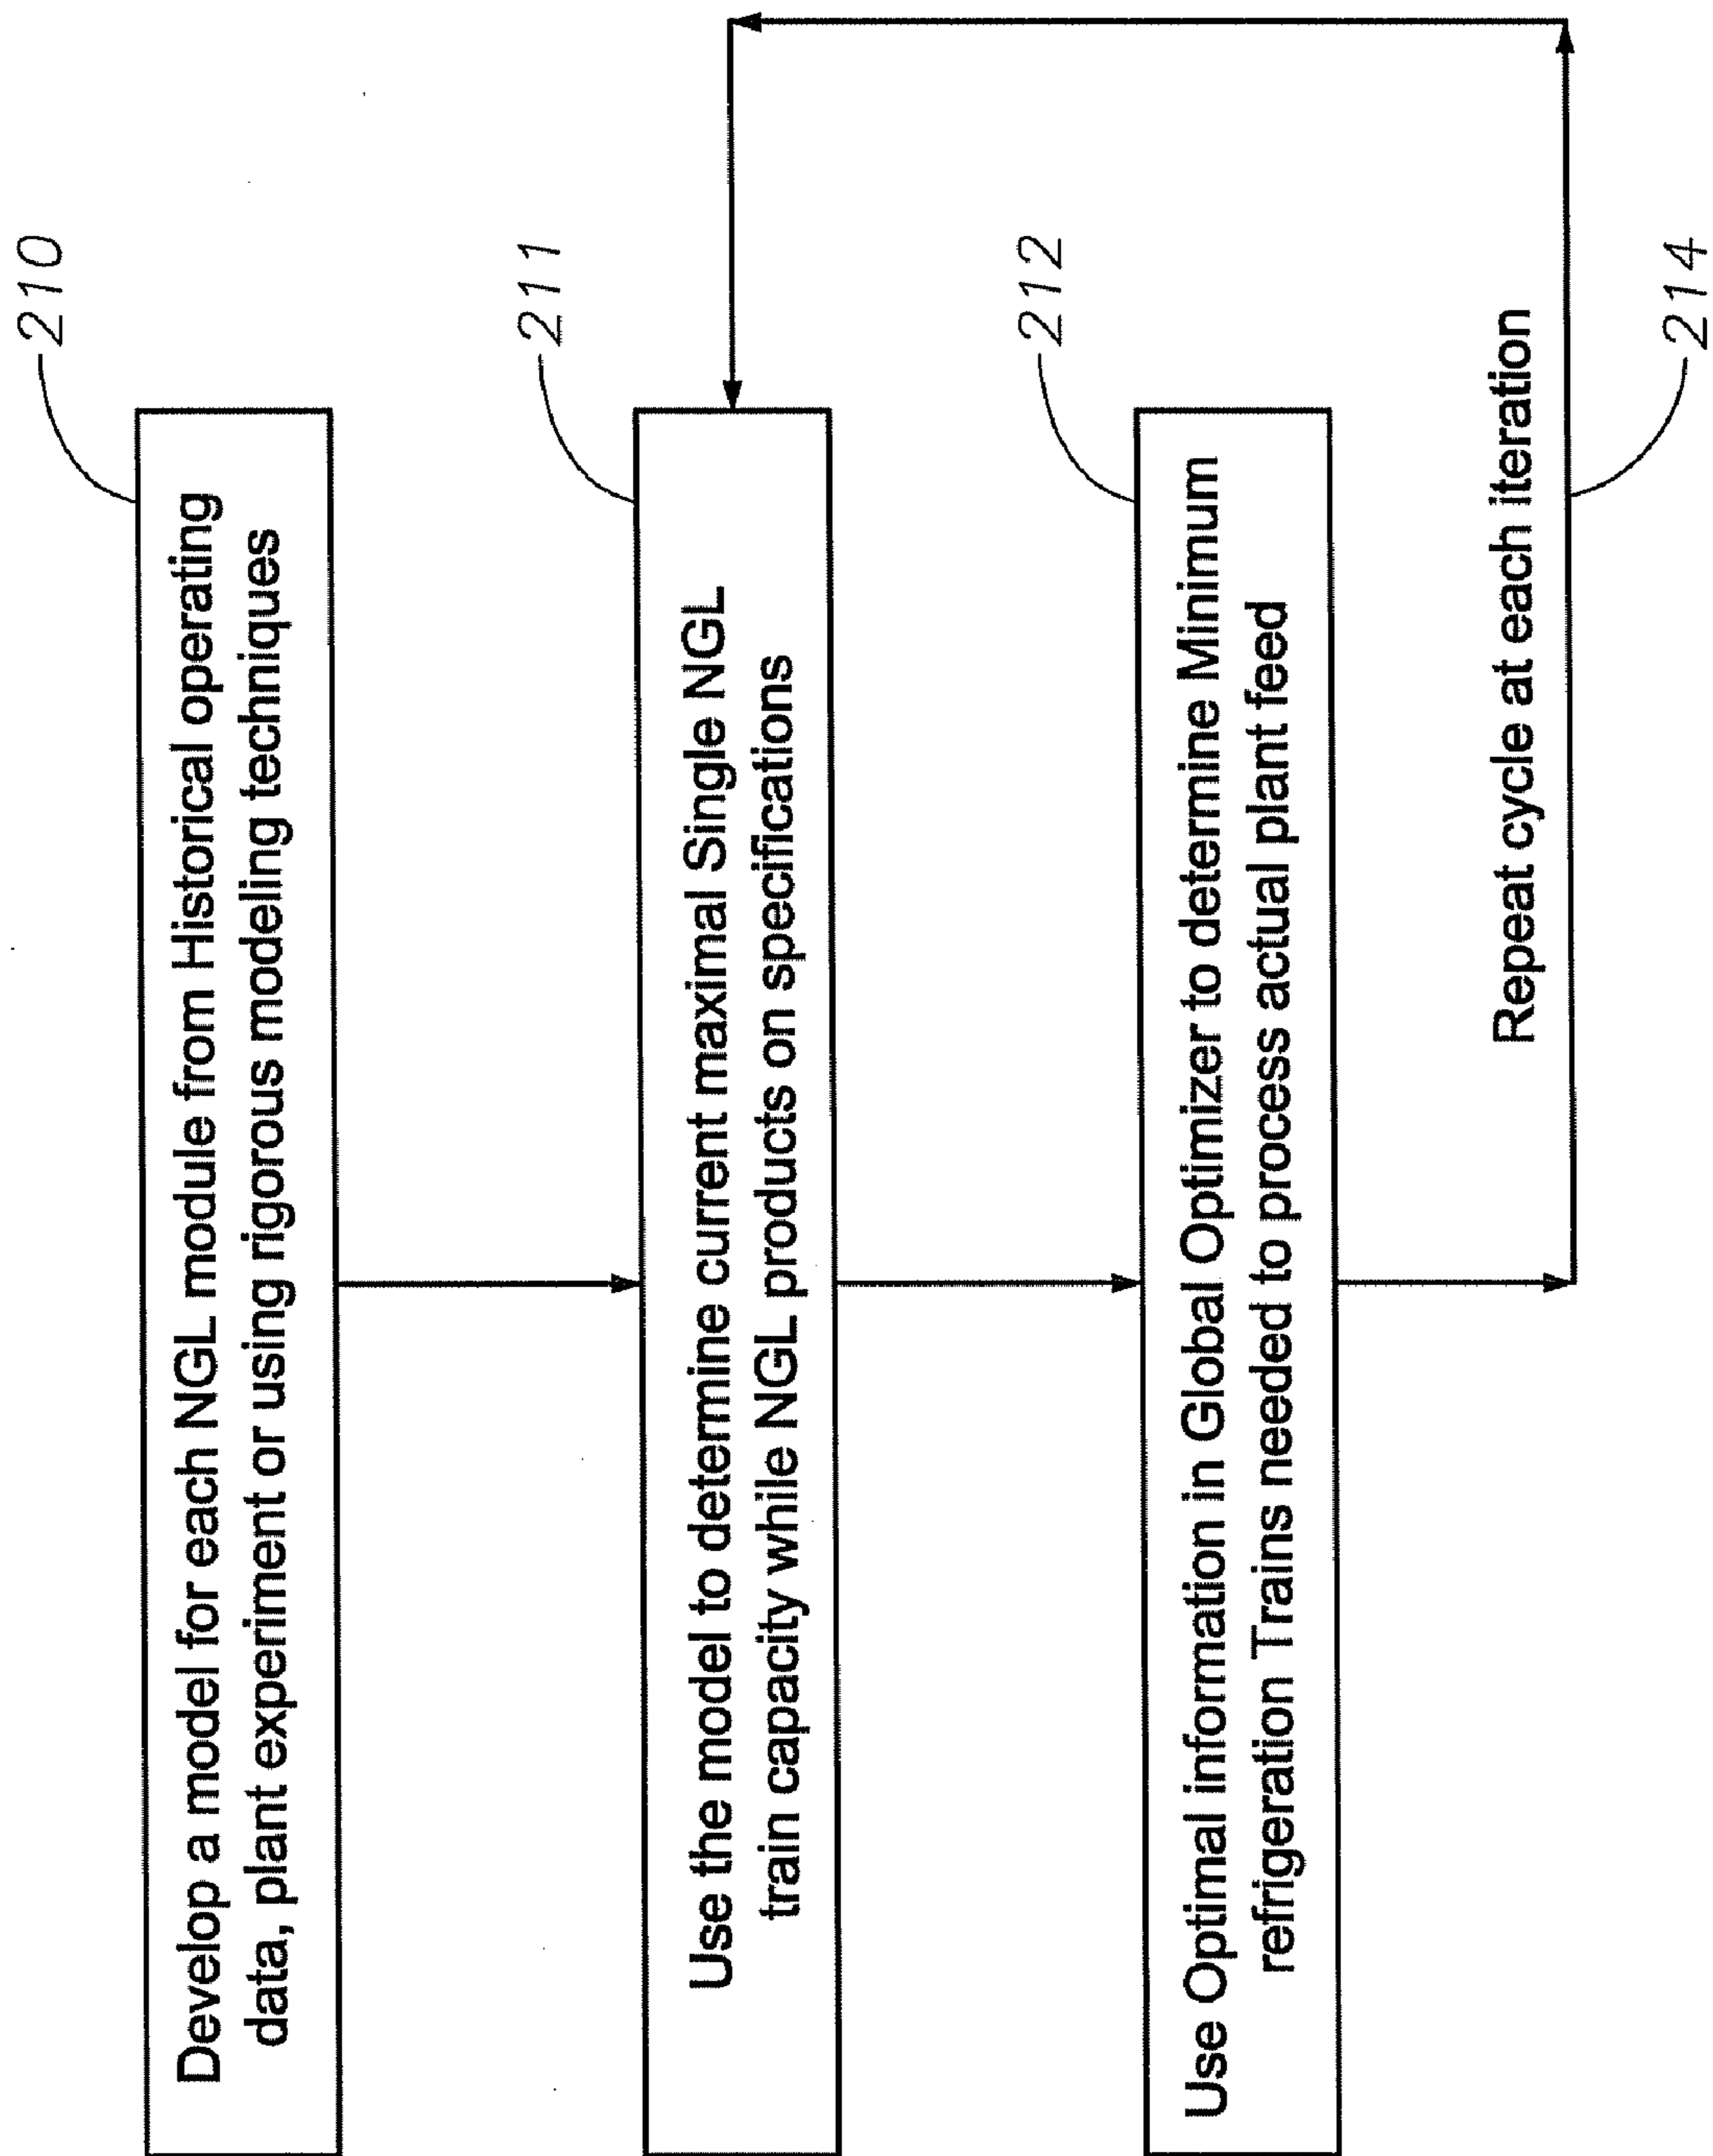 210
Develop a model for each NGL module from Historical operating
data, plant experiment or using rigorous modeling techniques
211
Use the model to determine current maximal Single NGL
train capacity while NGL products on specifications
212
Use Optimal information in Global Optimizer to determine Minimum
refrigeration Trains needed to process actual plant feed
Repeat cycle at each iteration
214